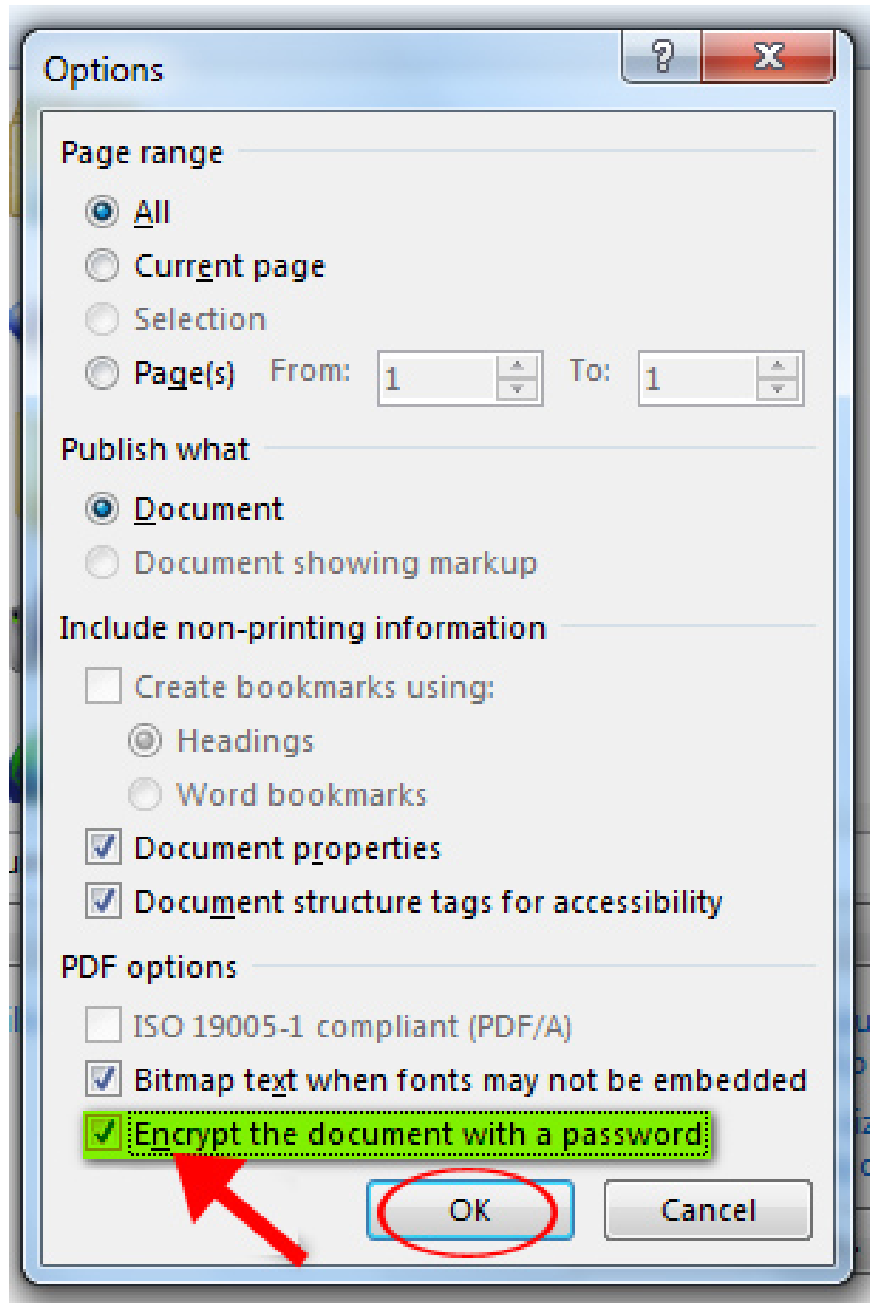 Options
Page range
All
Current page
Selection
Page(s) From: 1 To: 1
Publish what
Document
Document showing markup
Include non-printing information
Create bookmarks using:
Headings
Word bookmarks
Document properties
Document structure tags for accessibility
PDF options
ISO 19005-1 compliant (PDF/A)
Bitmap text when fonts may not be embedded
Encrypt the document with a password
OK Cancel